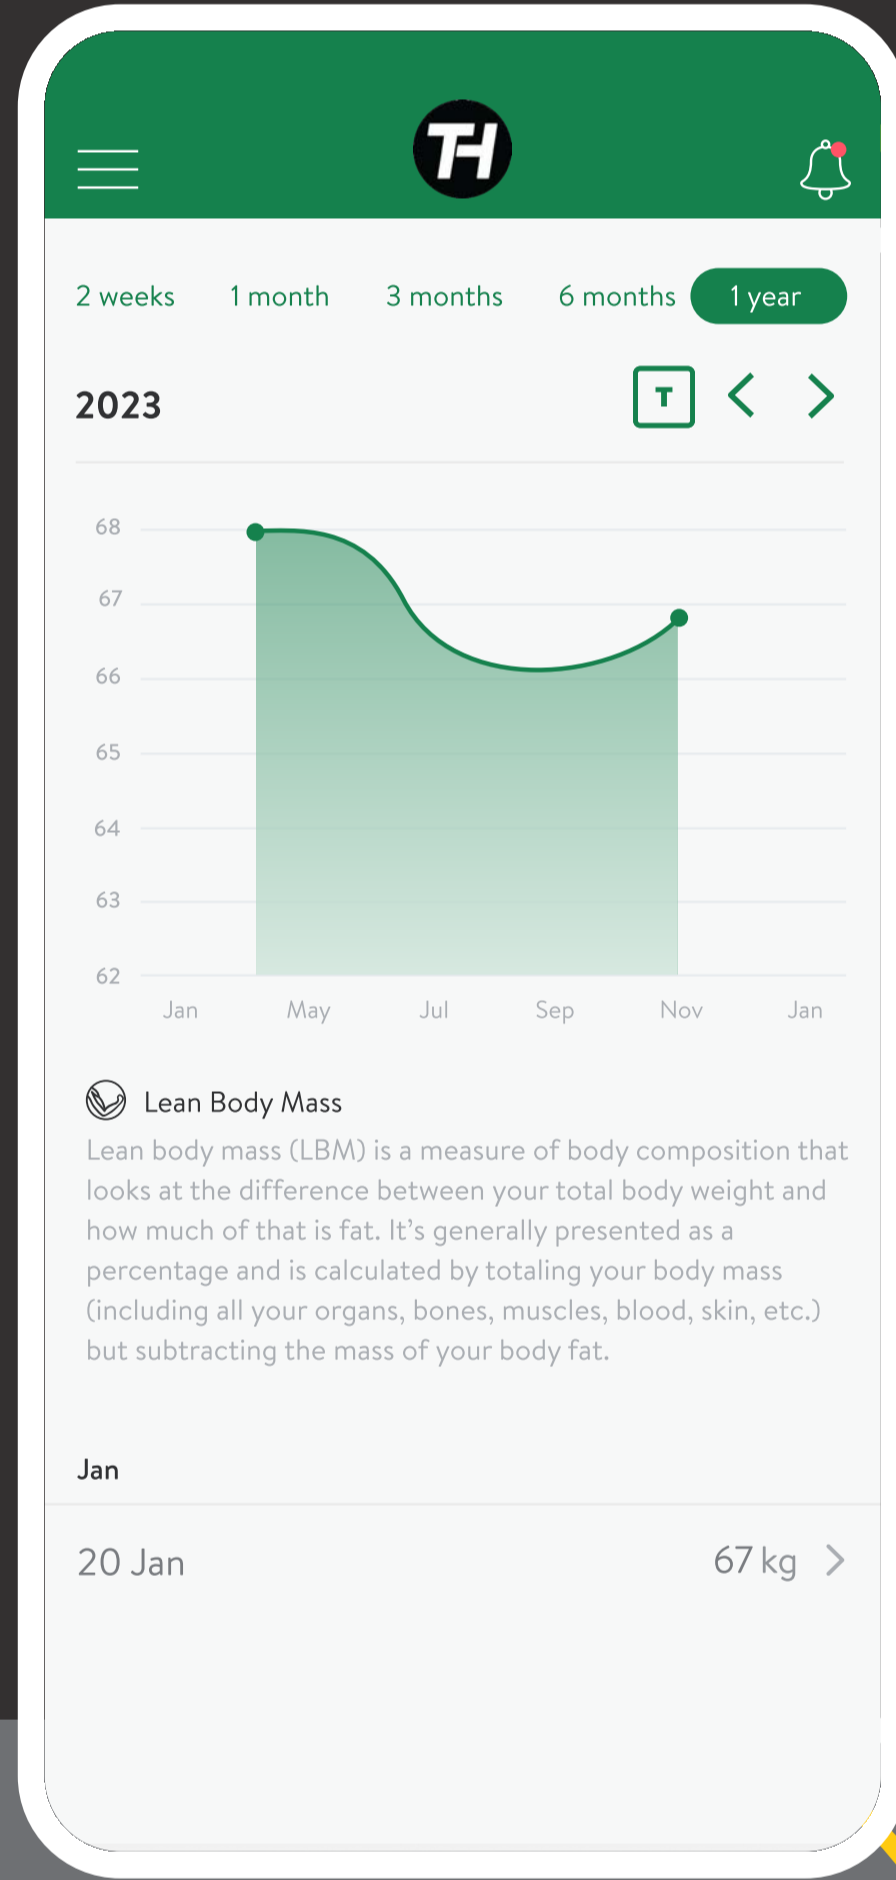 TH
2 weeks 1 month 3 months 6 months 1 year
2023 T
68
67
66
65
64
63
62
Jan May Jul Sep Nov Jan
Lean Body Mass
Lean body mass (LBM) is a measure of body composition that
looks at the difference between your total body weight and
how much of that is fat. It's generally presented as a
percentage and is calculated by totaling your body mass
(including all your organs, bones, muscles, blood, skin, etc.)
but subtracting the mass of your body fat.
Jan
20 Jan 67 kg